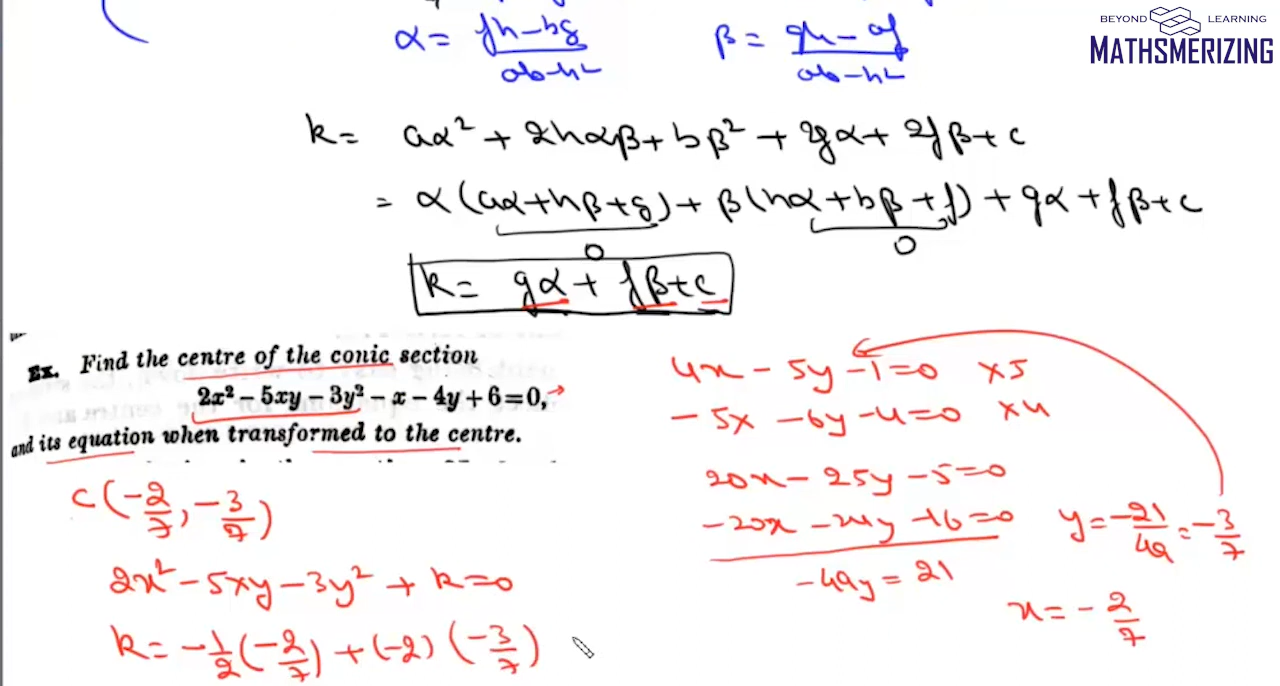 BEYOND LEARNING
MATHSMERIZING
α = fh - bg / ab - h²
β = gh - af / ab - h²
k = aα² + 2hαβ + bβ² + 2gα + 2fβ + c
= α(aα + hβ + g) + β(hα + bβ + f) + gα + fβ + c
0 0
k = gα + fβ + c
Ex. Find the centre of the conic section
2x² - 5xy - 3y² - x - 4y + 6 = 0,
and its equation when transformed to the centre.
4x - 5y - 1 = 0 ×5
- 5x - 6y - 4 = 0 ×4
20x - 25y - 5 = 0
- 20x - 24y - 16 = 0
- 49y = 21
y = -21/49 = -3/7
x = -2/7
C(-2/7, -3/7)
2x² - 5xy - 3y² + k = 0
k = -1/2(-2/7) + (-2)(-3/7)